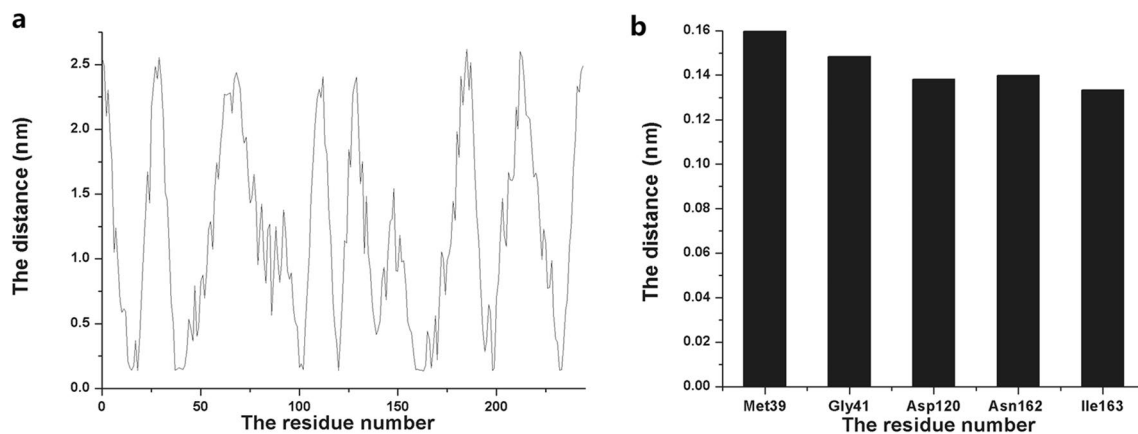 a
The distance (nm)
2.5
2.0
1.5
1.0
0.5
0.0
0
50
100
150
200
The residue number
b
The distance (nm)
0.16
0.14
0.12
0.10
0.08
0.06
0.04
0.02
0.00
Met39 Gly41 Asp120 Asn162 Ile163
The residue number